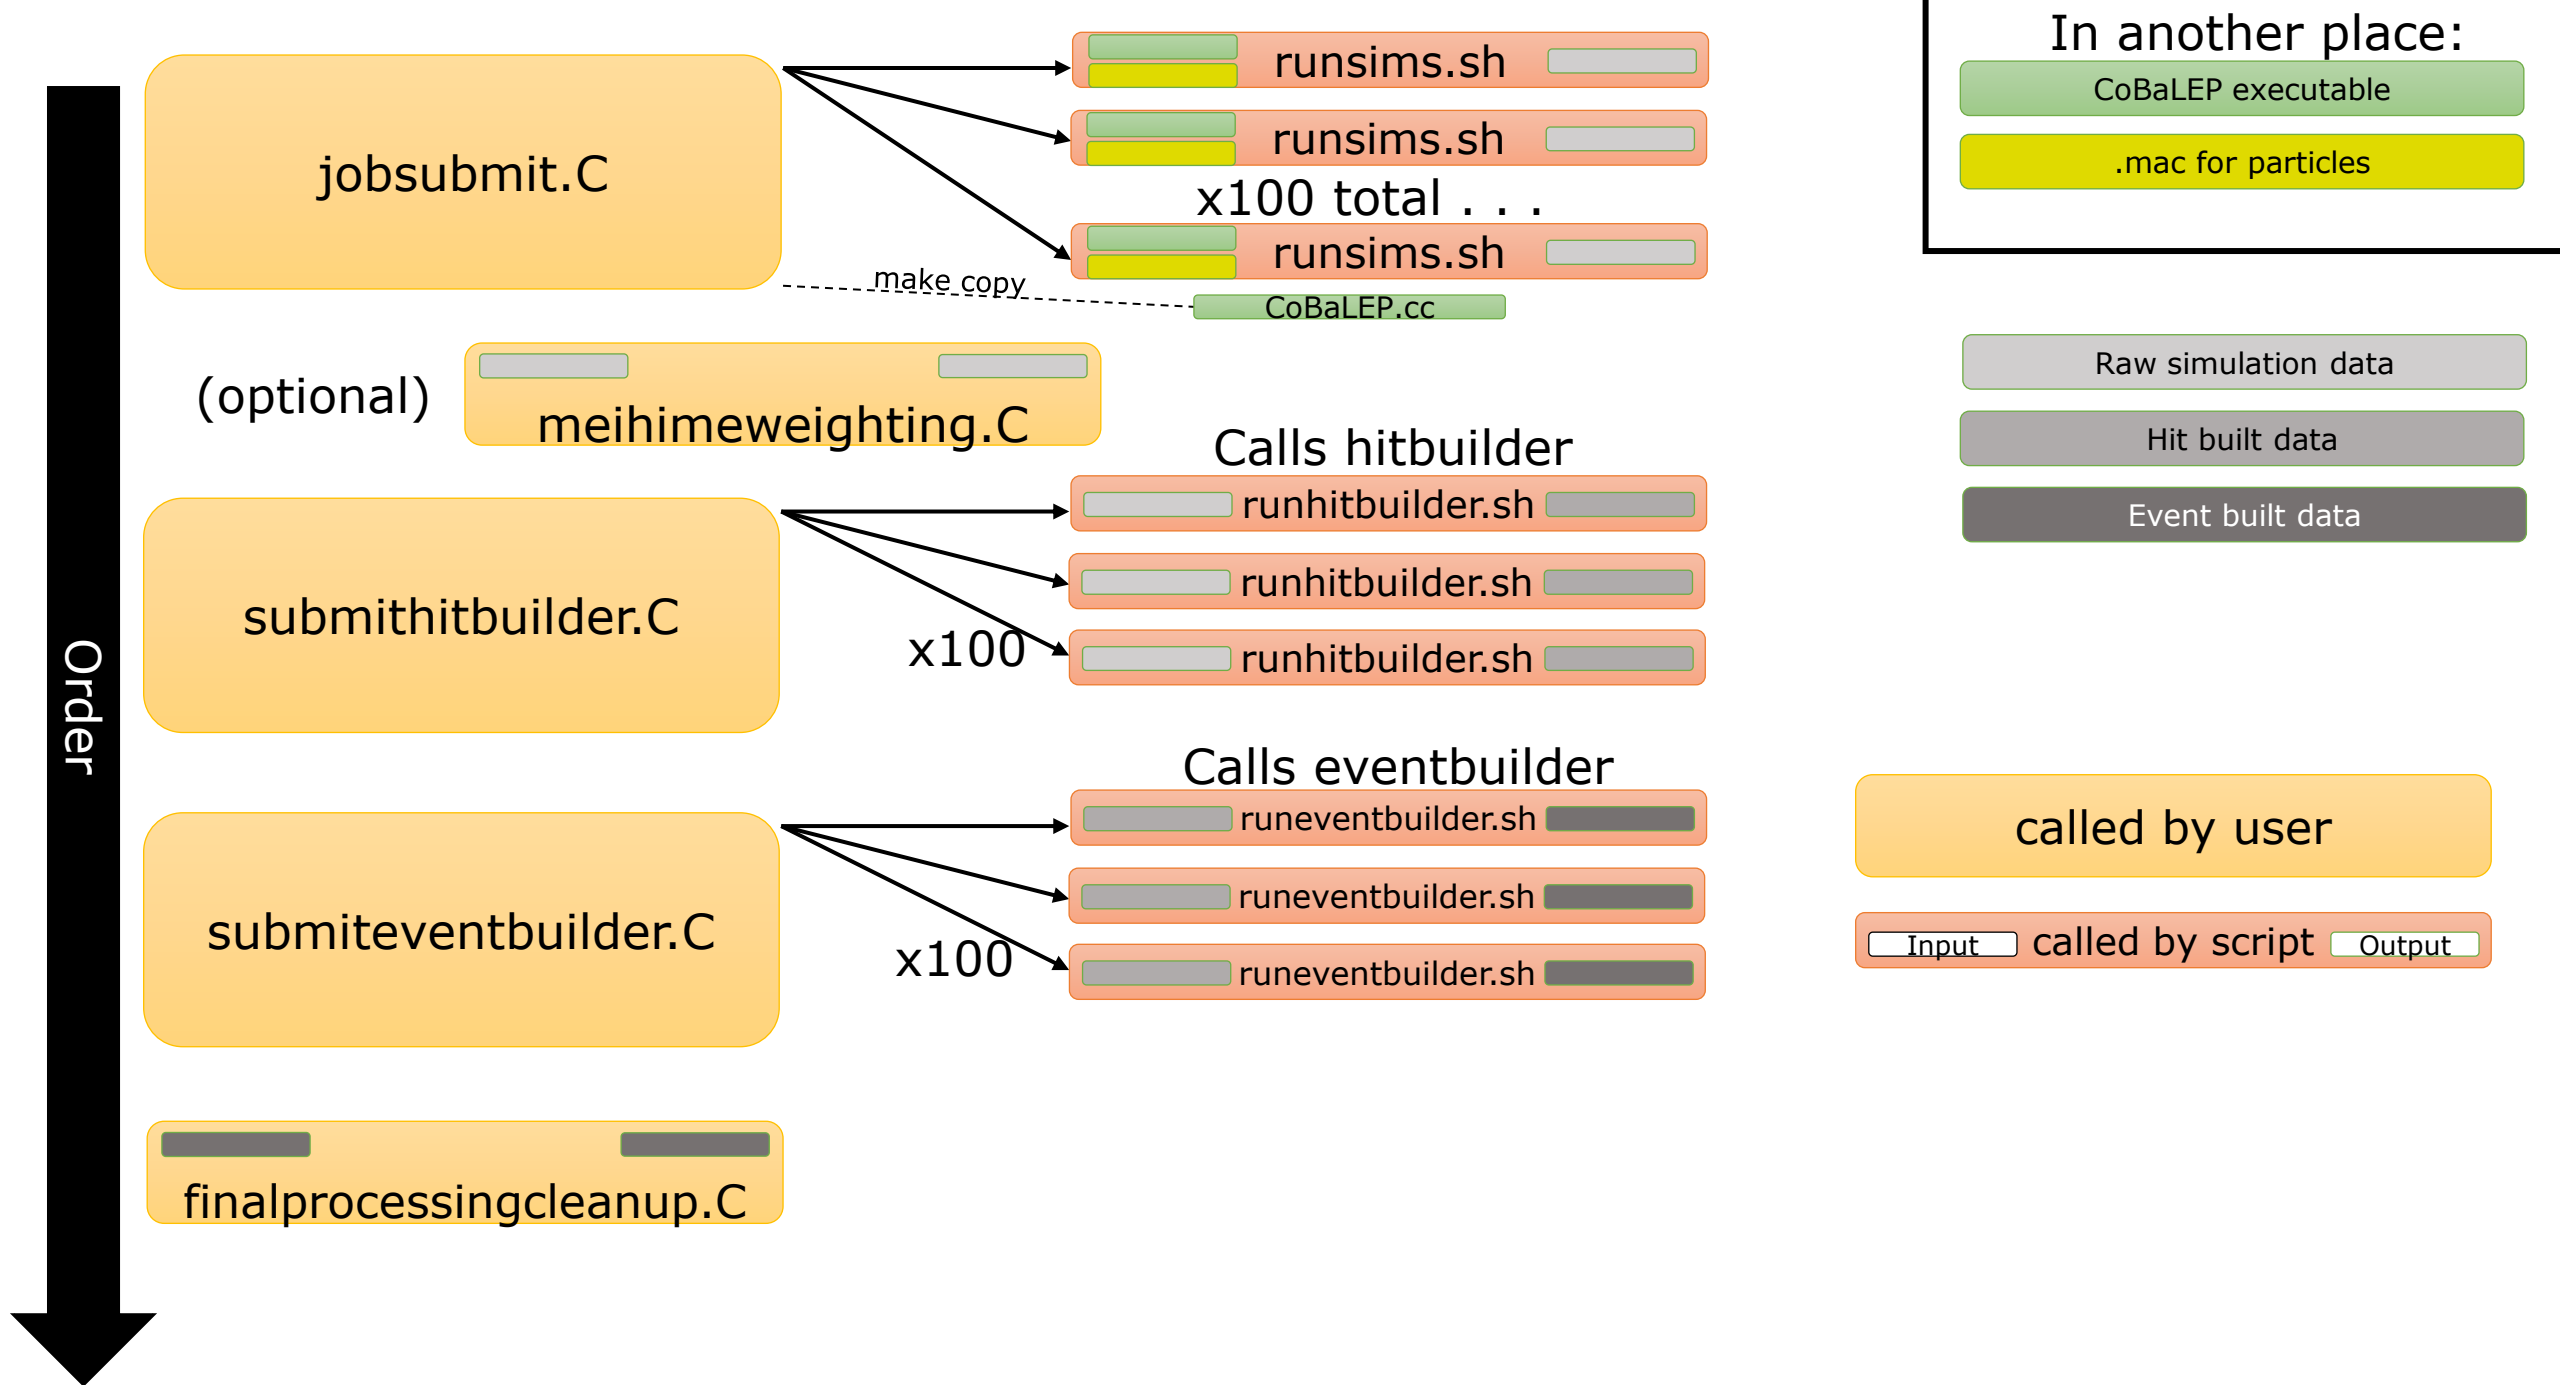 Order
jobsubmit.C
runsims.sh
runsims.sh
x100 total . . .
runsims.sh
make copy
CoBaLEP.cc
(optional)
meihimeweighting.C
Calls hitbuilder
submithitbuilder.C
runhitbuilder.sh
runhitbuilder.sh
x100
runhitbuilder.sh
Calls eventbuilder
submiteventbuilder.C
runeventbuilder.sh
runeventbuilder.sh
x100
runeventbuilder.sh
finalprocessingcleanup.C
In another place:
CoBaLEP executable
.mac for particles
Raw simulation data
Hit built data
Event built data
called by user
Input called by script Output